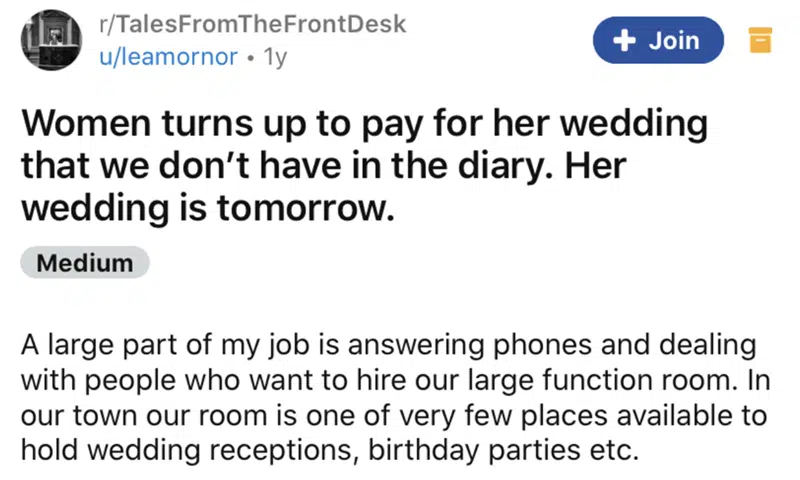 r/TalesFromTheFrontDesk
u/leamornor • 1y
+ Join
Women turns up to pay for her wedding
that we don’t have in the diary. Her
wedding is tomorrow.
Medium
A large part of my job is answering phones and dealing
with people who want to hire our large function room. In
our town our room is one of very few places available to
hold wedding receptions, birthday parties etc.